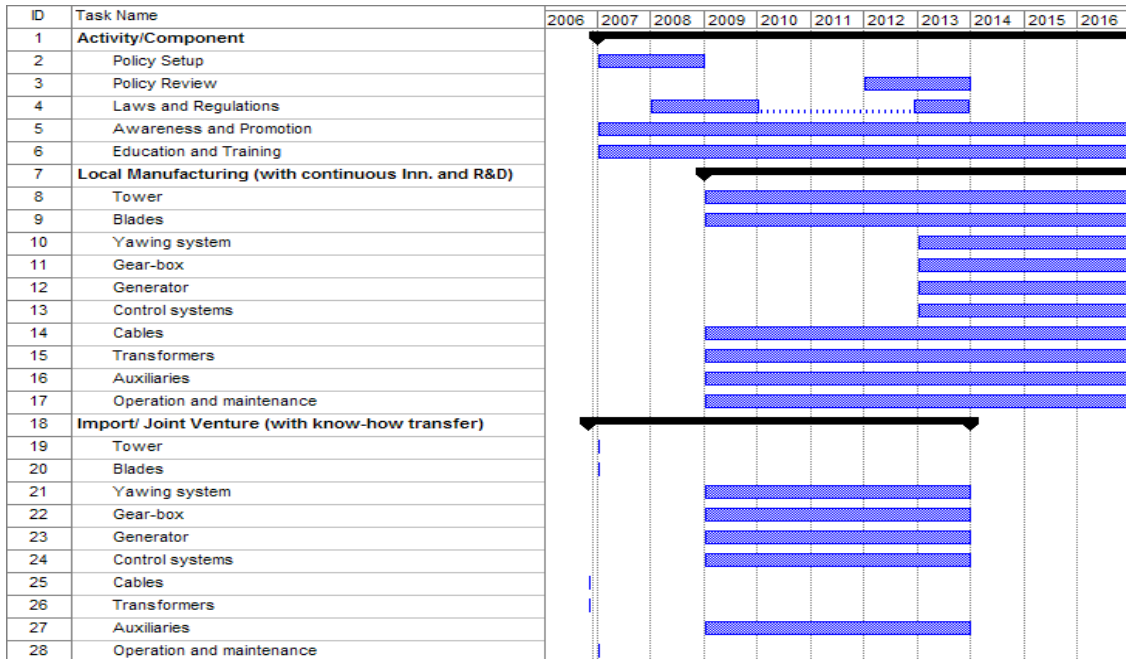 ID Task Name 2006 2007 2008 2009 2010 2011 2012 2013 2014 2015 2016
1 Activity/Component
2 Policy Setup
3 Policy Review
4 Laws and Regulations
5 Awareness and Promotion
6 Education and Training
7 Local Manufacturing (with continuous Inn. and R&D)
8 Tower
9 Blades
10 Yawing system
11 Gear-box
12 Generator
13 Control systems
14 Cables
15 Transformers
16 Auxiliaries
17 Operation and maintenance
18 Import/ Joint Venture (with know-how transfer)
19 Tower
20 Blades
21 Yawing system
22 Gear-box
23 Generator
24 Control systems
25 Cables
26 Transformers
27 Auxiliaries
28 Operation and maintenance